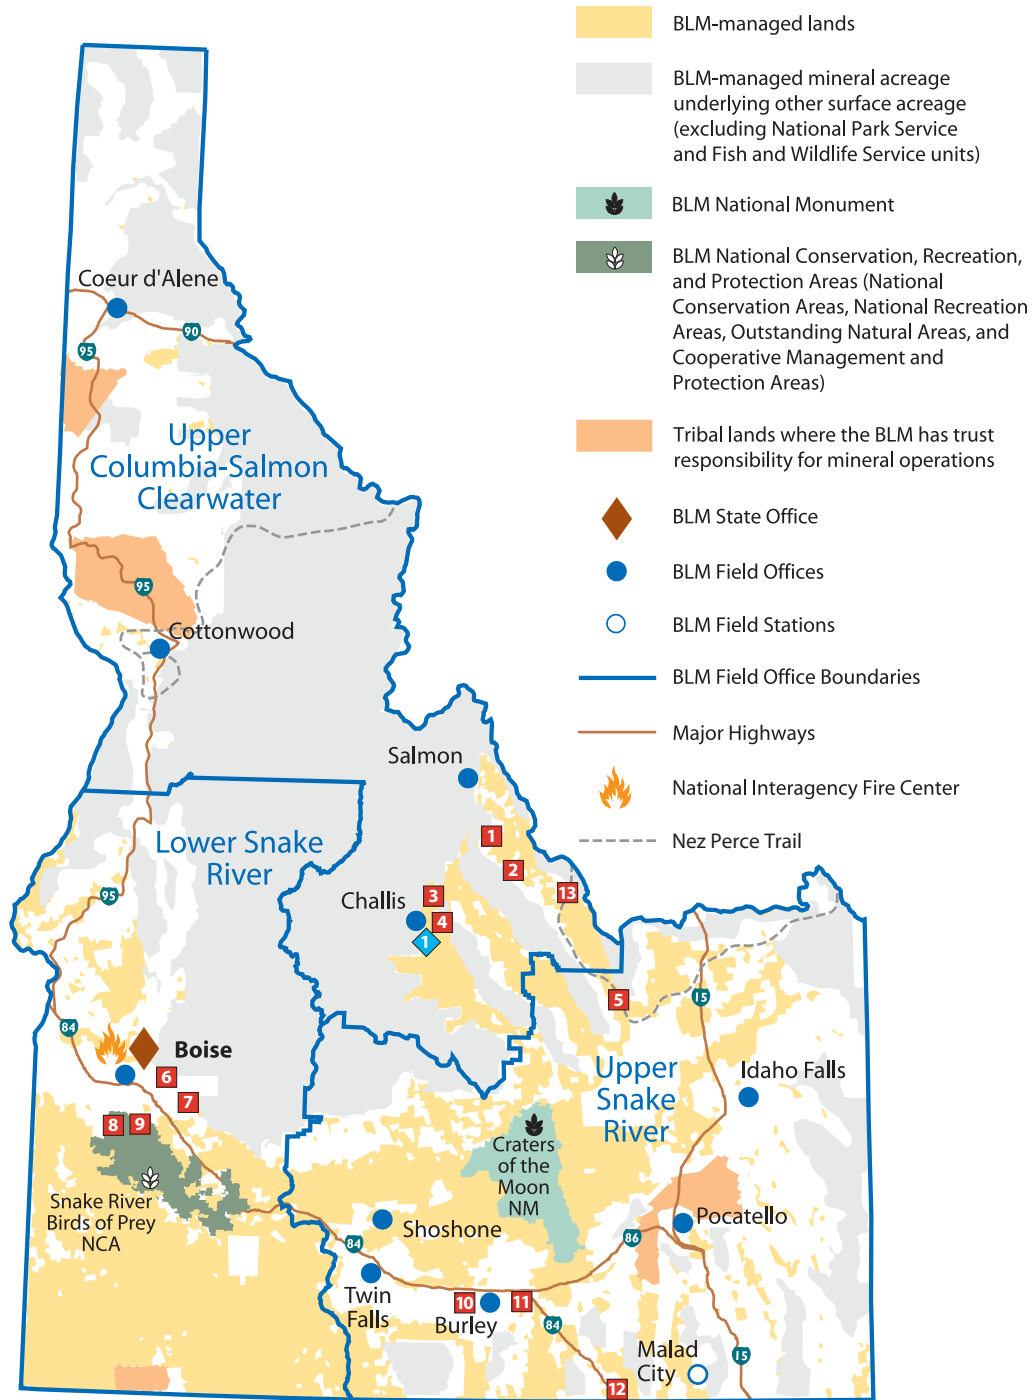 BLM-managed lands
BLM-managed mineral acreage
underlying other surface acreage
(excluding National Park Service
and Fish and Wildlife Service units)
BLM National Monument
BLM National Conservation, Recreation,
and Protection Areas (National
Conservation Areas, National Recreation
Areas, Outstanding Natural Areas, and
Cooperative Management and
Protection Areas)
Tribal lands where the BLM has trust
responsibility for mineral operations
BLM State Office
BLM Field Offices
BLM Field Stations
BLM Field Office Boundaries
Major Highways
National Interagency Fire Center
Nez Perce Trail
Coeur d'Alene
90
95
Upper
Columbia-Salmon
Clearwater
95
Cottonwood
Salmon
Lower Snake
River
1
2
13
3
Challis
4
1
95
5
15
84
Boise
6
7
8
9
Upper
Snake
River
Idaho Falls
Craters
of the
Moon
NM
Snake River
Birds of Prey
NCA
Shoshone
Pocatello
86
84
Twin
Falls
10
11
Burley
84
Malad
City
15
12